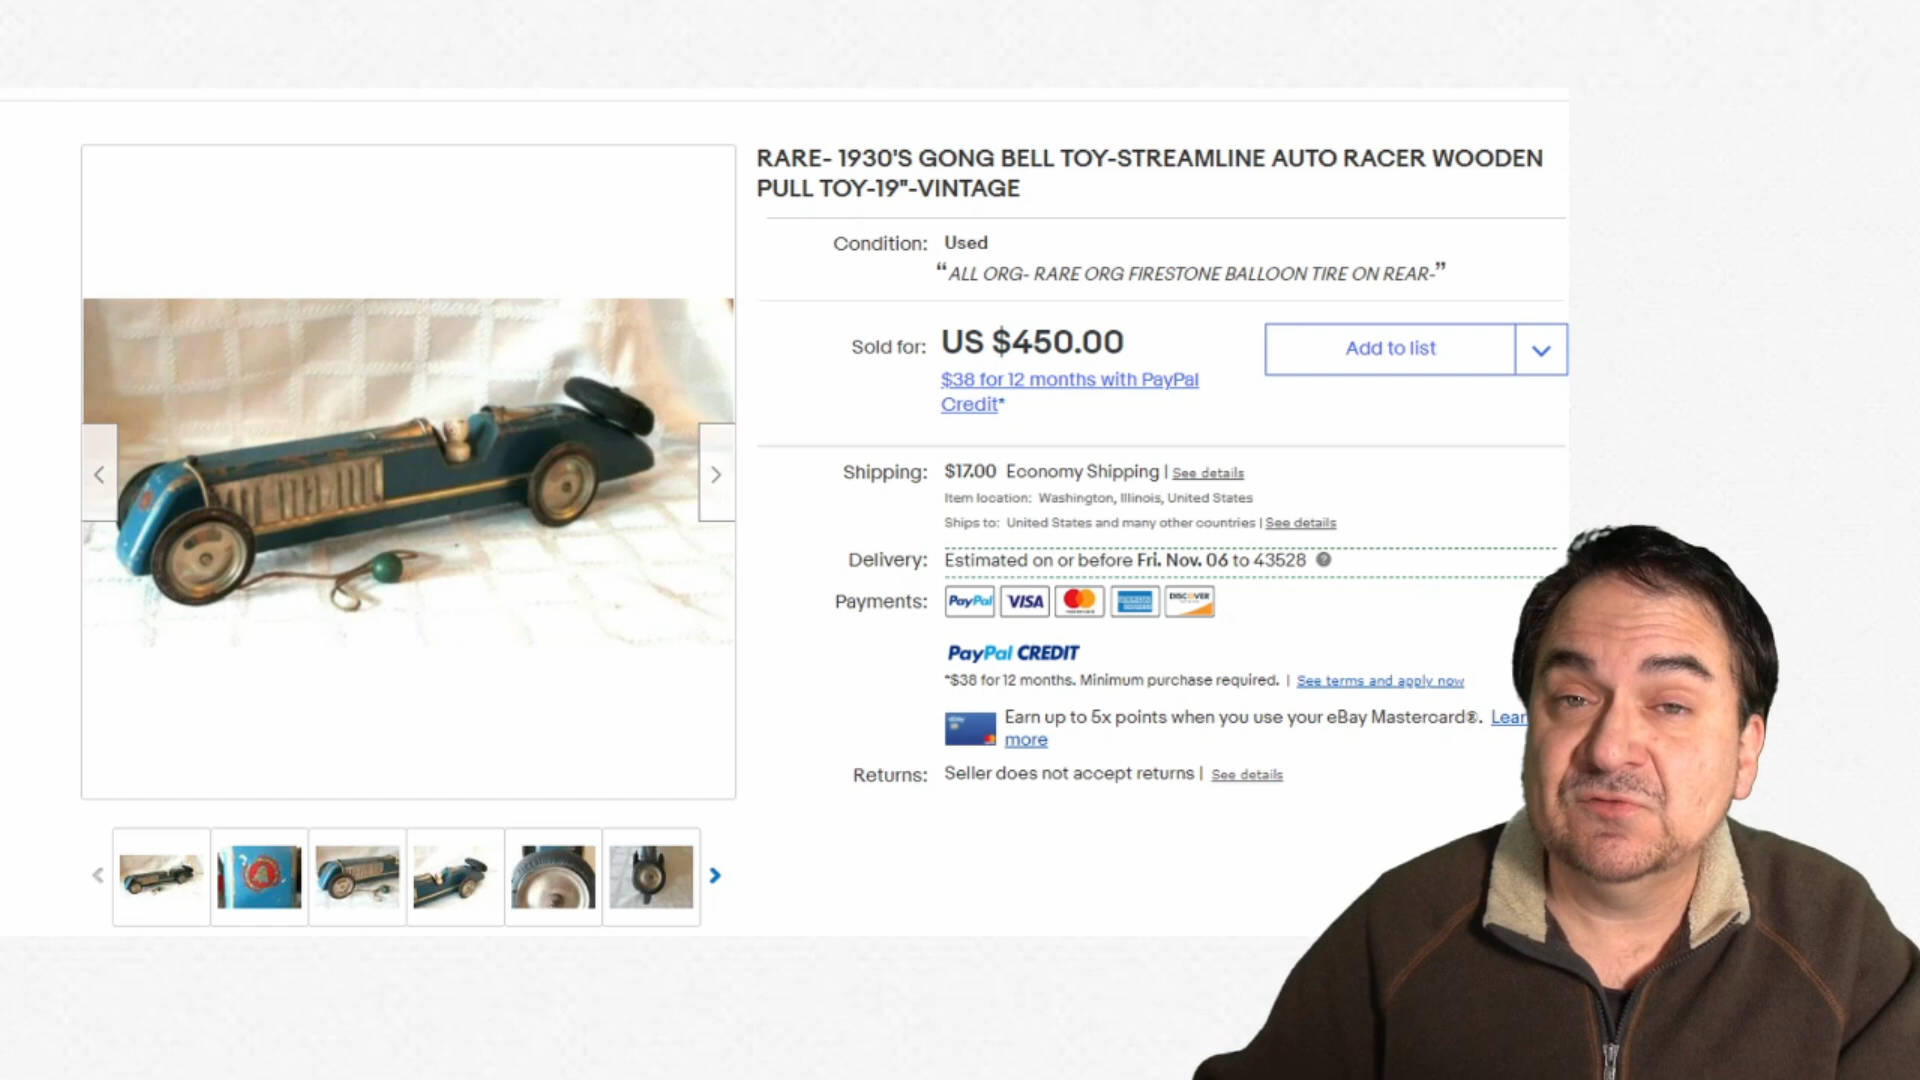 RARE- 1930'S GONG BELL TOY-STREAMLINE AUTO RACER WOODEN
PULL TOY-19"-VINTAGE
Condition: Used
“ALL ORG- RARE ORG FIRESTONE BALLOON TIRE ON REAR-”
Sold for: US $450.00
Add to list
$38 for 12 months with PayPal
Credit*
Shipping: $17.00 Economy Shipping | See details
Item location: Washington, Illinois, United States
Ships to: United States and many other countries | See details
Delivery: Estimated on or before Fri. Nov. 06 to 43528
Payments: PayPal VISA DISCOVER
PayPal CREDIT
*$38 for 12 months. Minimum purchase required. | See terms and apply now
Earn up to 5x points when you use your eBay Mastercard®. Lear
more
Returns: Seller does not accept returns | See details